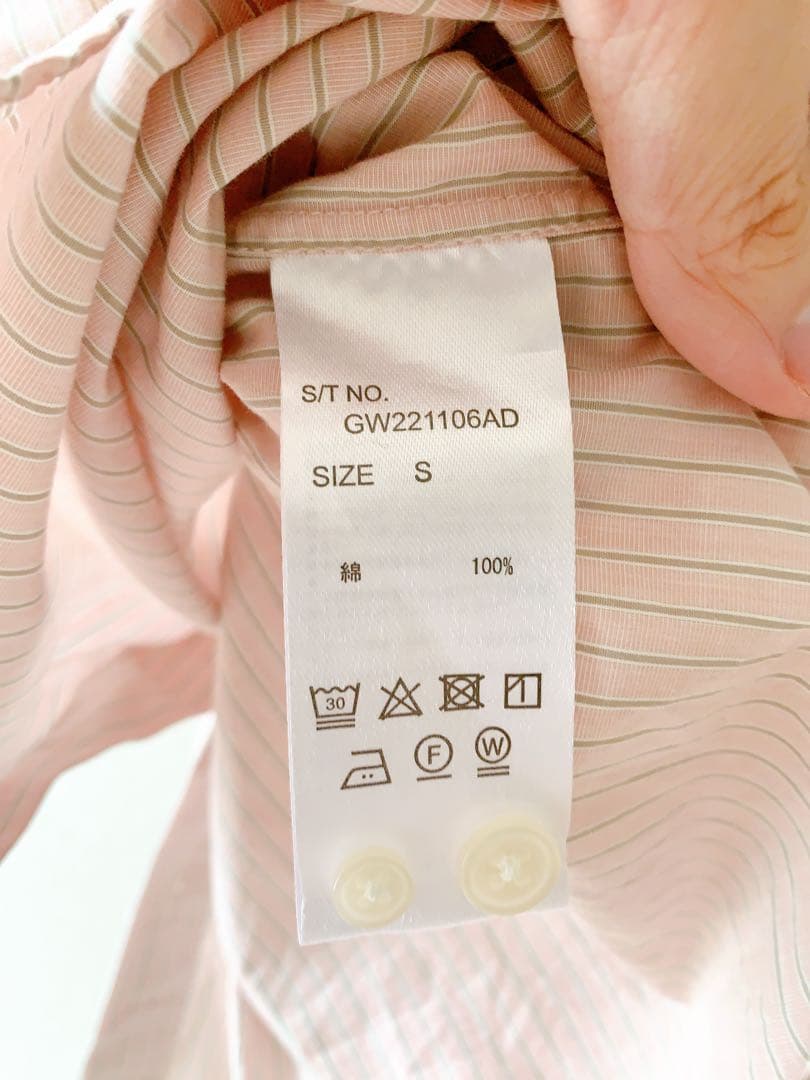 S/T NO.
GW221106AD
SIZE S
綿 100%
30
F W